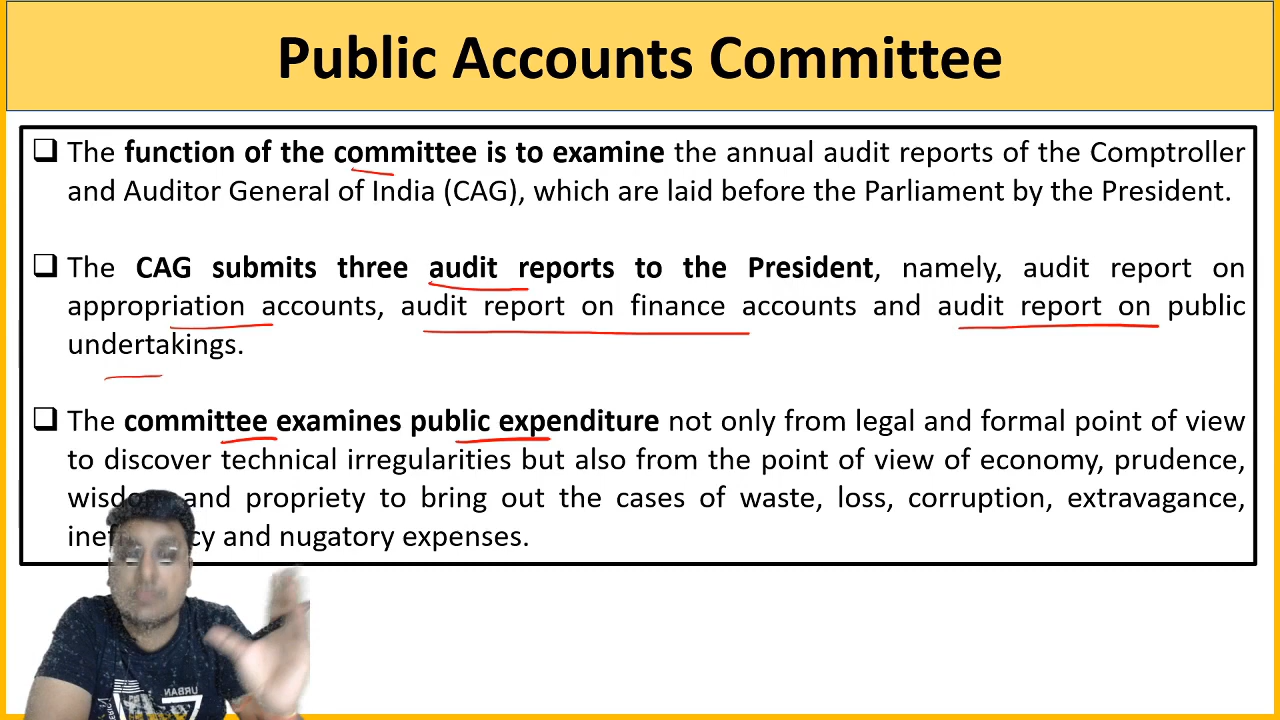 Public Accounts Committee
❑ The function of the committee is to examine the annual audit reports of the Comptroller
and Auditor General of India (CAG), which are laid before the Parliament by the President.
❑ The CAG submits three audit reports to the President, namely, audit report on
appropriation accounts, audit report on finance accounts and audit report on public
undertakings.
❑ The committee examines public expenditure not only from legal and formal point of view
to discover technical irregularities but also from the point of view of economy, prudence,
wisdom and propriety to bring out the cases of waste, loss, corruption, extravagance,
and nugatory expenses.
URBAN